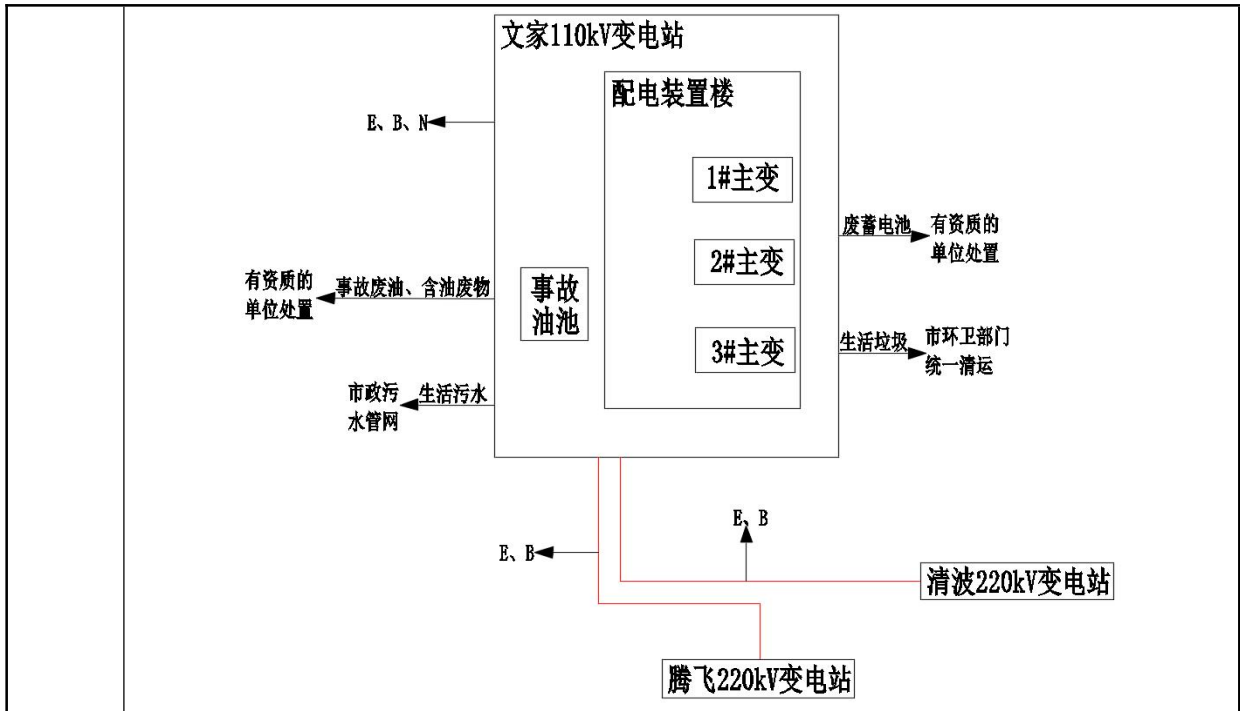 文家110kV变电站
配电装置楼
E、B、N
1#主变
废蓄电池
有资质的
单位处置
2#主变
有资质的
单位处置
事故废油、含油废物
事故
油池
3#主变
生活垃圾
市环卫部门
统一清运
市政污
水管网
生活污水
E、B
E、B
清波220kV变电站
腾飞220kV变电站